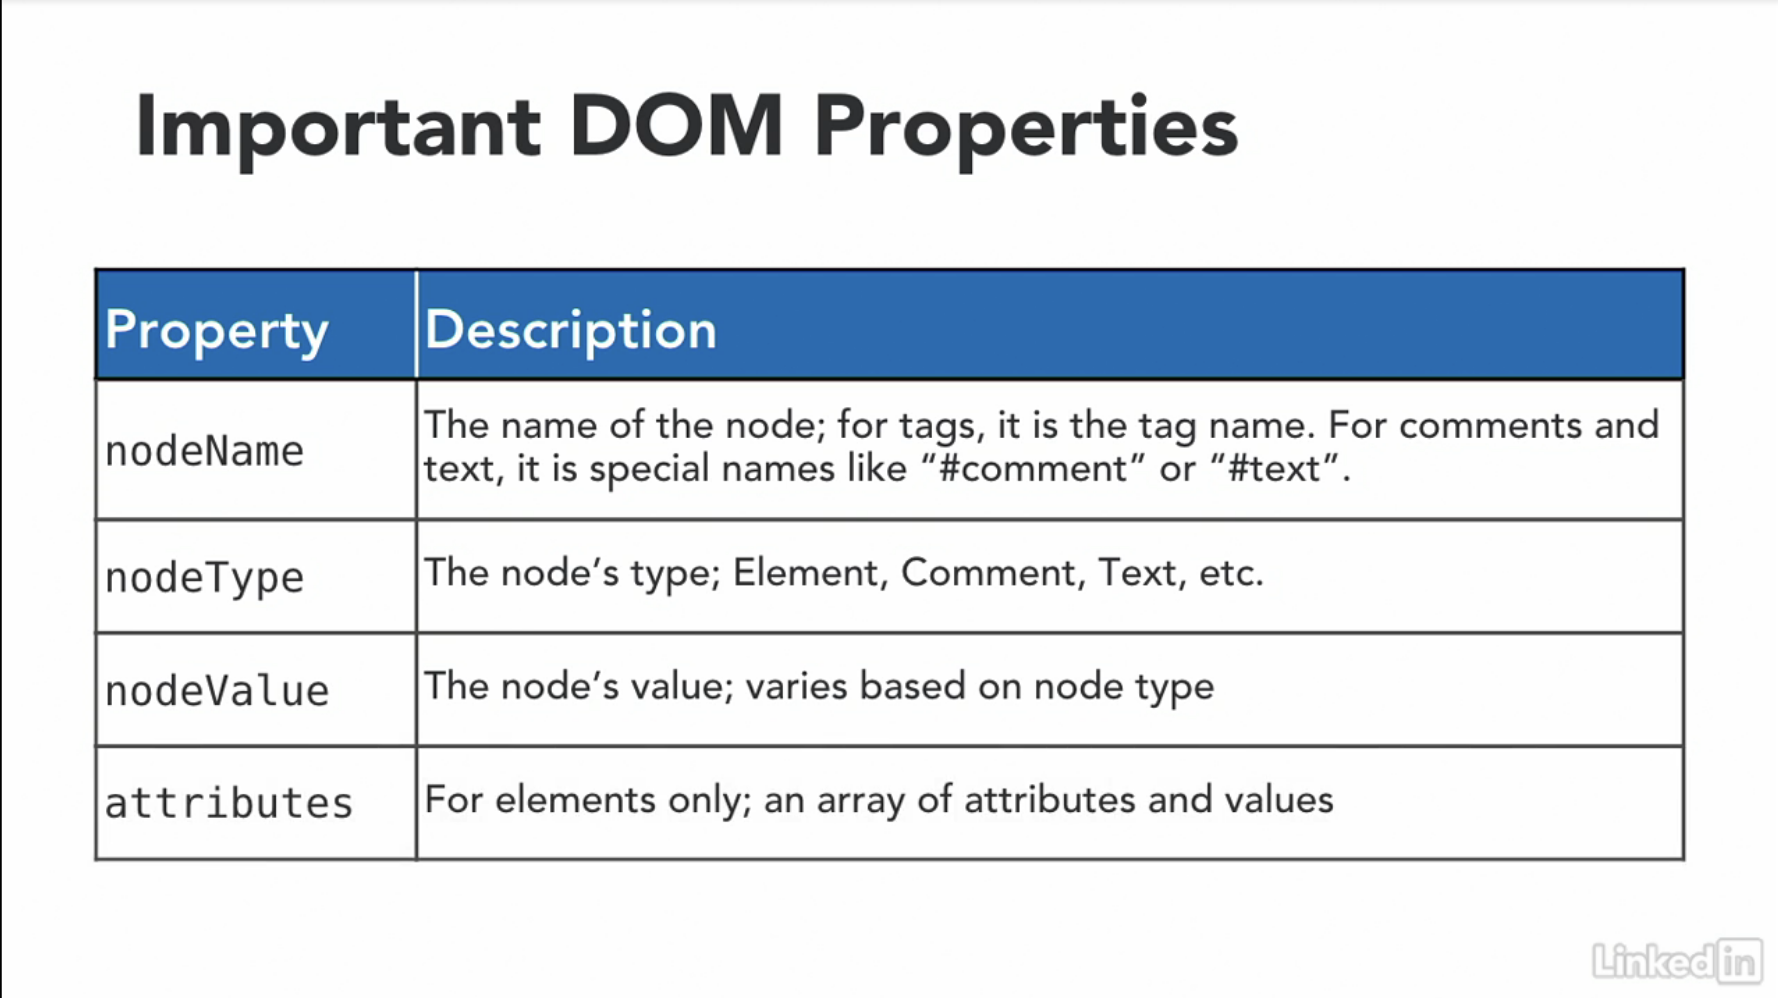 Important DOM Properties
Property
Description
nodeName
The name of the node; for tags, it is the tag name. For comments and
text, it is special names like “#comment” or “#text”.
nodeType
The node’s type; Element, Comment, Text, etc.
nodeValue
The node’s value; varies based on node type
attributes
For elements only; an array of attributes and values
Linked in